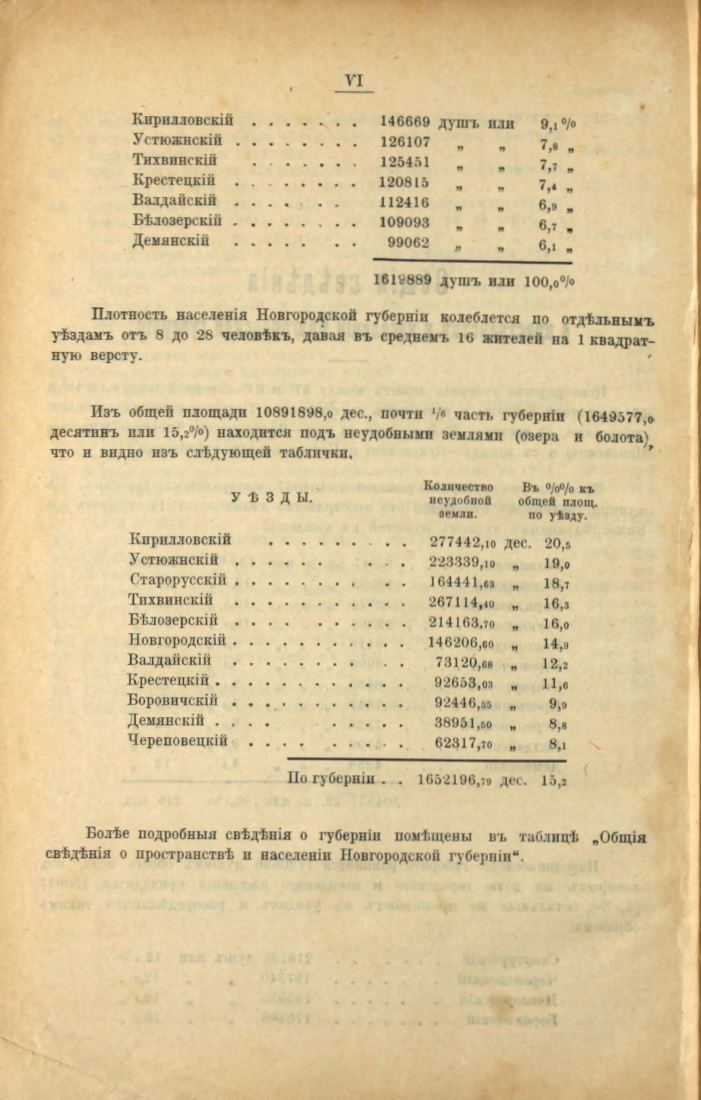 VI
Кирилловскій . . . . . . . 146669 душъ или 9,1 %
Устюжнскій . . . . . . . . 126107 „ „ 7,8 „
Тихвинскій . . . . . . . 125451 „ „ 7,7 „
Крестецкій . . . . . . . . 120815 „ „ 7,4 „
Валдайскій . . . . . . . 112416 „ „ 6,9 „
Бѣлозерскій . . . . . . . . 109093 „ „ 6,7 „
Демянскій . . . . . . . 99062 „ „ 6,1 „
1619889 душъ или 100,0%
Плотность населенія Новгородской губерніи колеблется по отдѣльнымъ
уѣздамъ отъ 8 до 28 человѣкъ, давая въ среднемъ 16 жителей на 1 квадрат-
ную версту.
Изъ общей площади 10891898,0 дес., почти 1/6 часть губерніи (1649577,0
десятинъ или 15,2%) находится подъ неудобными землями (озера и болота),
что и видно изъ слѣдующей таблички.
УѢЗДЫ. Количество неудобной земли. Въ %% къ общей площ. по уѣзду.
Кирилловскій . . . . . . . . . 277442,10 дес. 20,5
Устюжнскій . . . . . . . . . 223339,10 „ 19,0
Старорусскій . . . . . . . . . 164441,63 „ 18,7
Тихвинскій . . . . . . . . . . . 267114,40 „ 16,3
Бѣлозерскій . . . . . . . . . . 214163,70 „ 16,0
Новгородскій . . . . . . . . . . . 146206,60 „ 14,9
Валдайскій . . . . . . . . . . 73120,68 „ 12,2
Крестецкій . . . . . . . . . . . . 92653,03 „ 11,6
Боровичскій . . . . . . . . . . . 92446,35 „ 9,9
Демянскій . . . . . . . . . 38951,50 „ 8,8
Череповецкій . . . . . . . . . 62317,70 „ 8,1
По губерніи . . 1652196,79 дес. 15,2
Болѣе подробныя свѣдѣнія о губерніи помѣщены въ таблицѣ „Общія
свѣдѣнія о пространствѣ и населеніи Новгородской губерніи“.